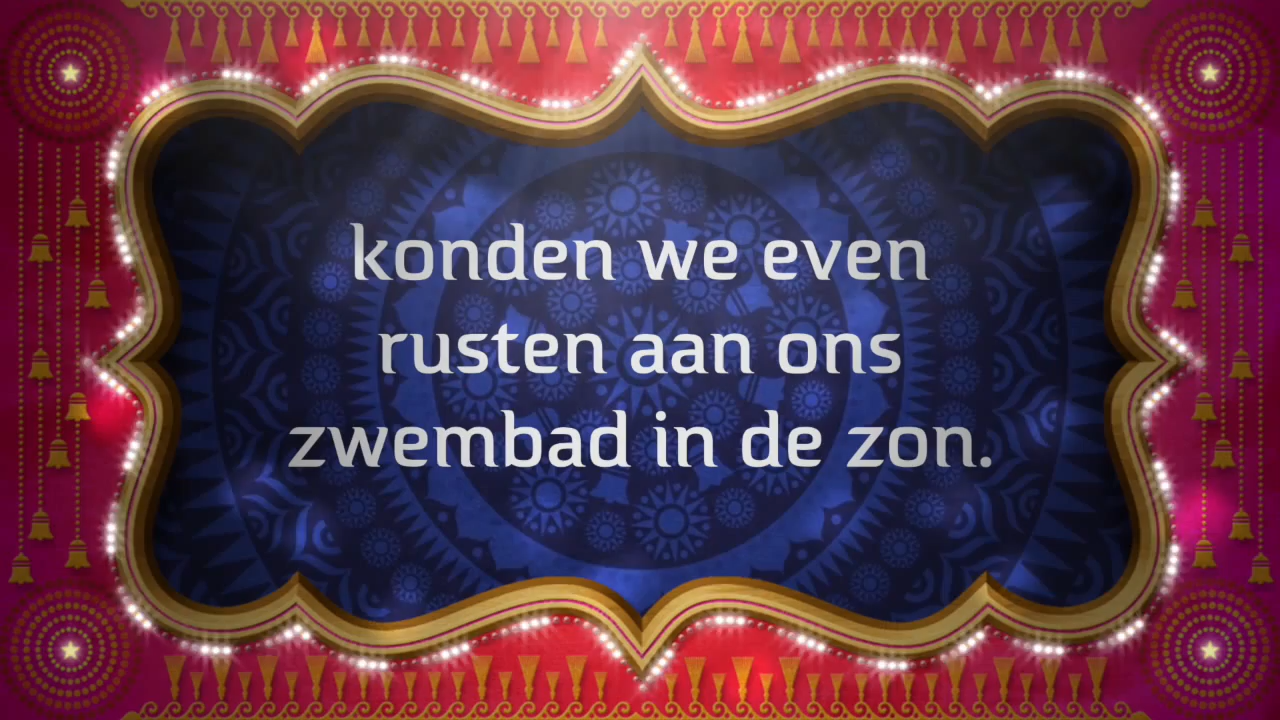 konden we even
rusten aan ons
zwembad in de zon.